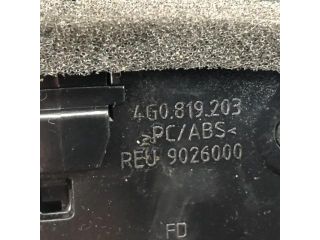 4G0.819.203
PC/ABS<
REU 9026000
FD